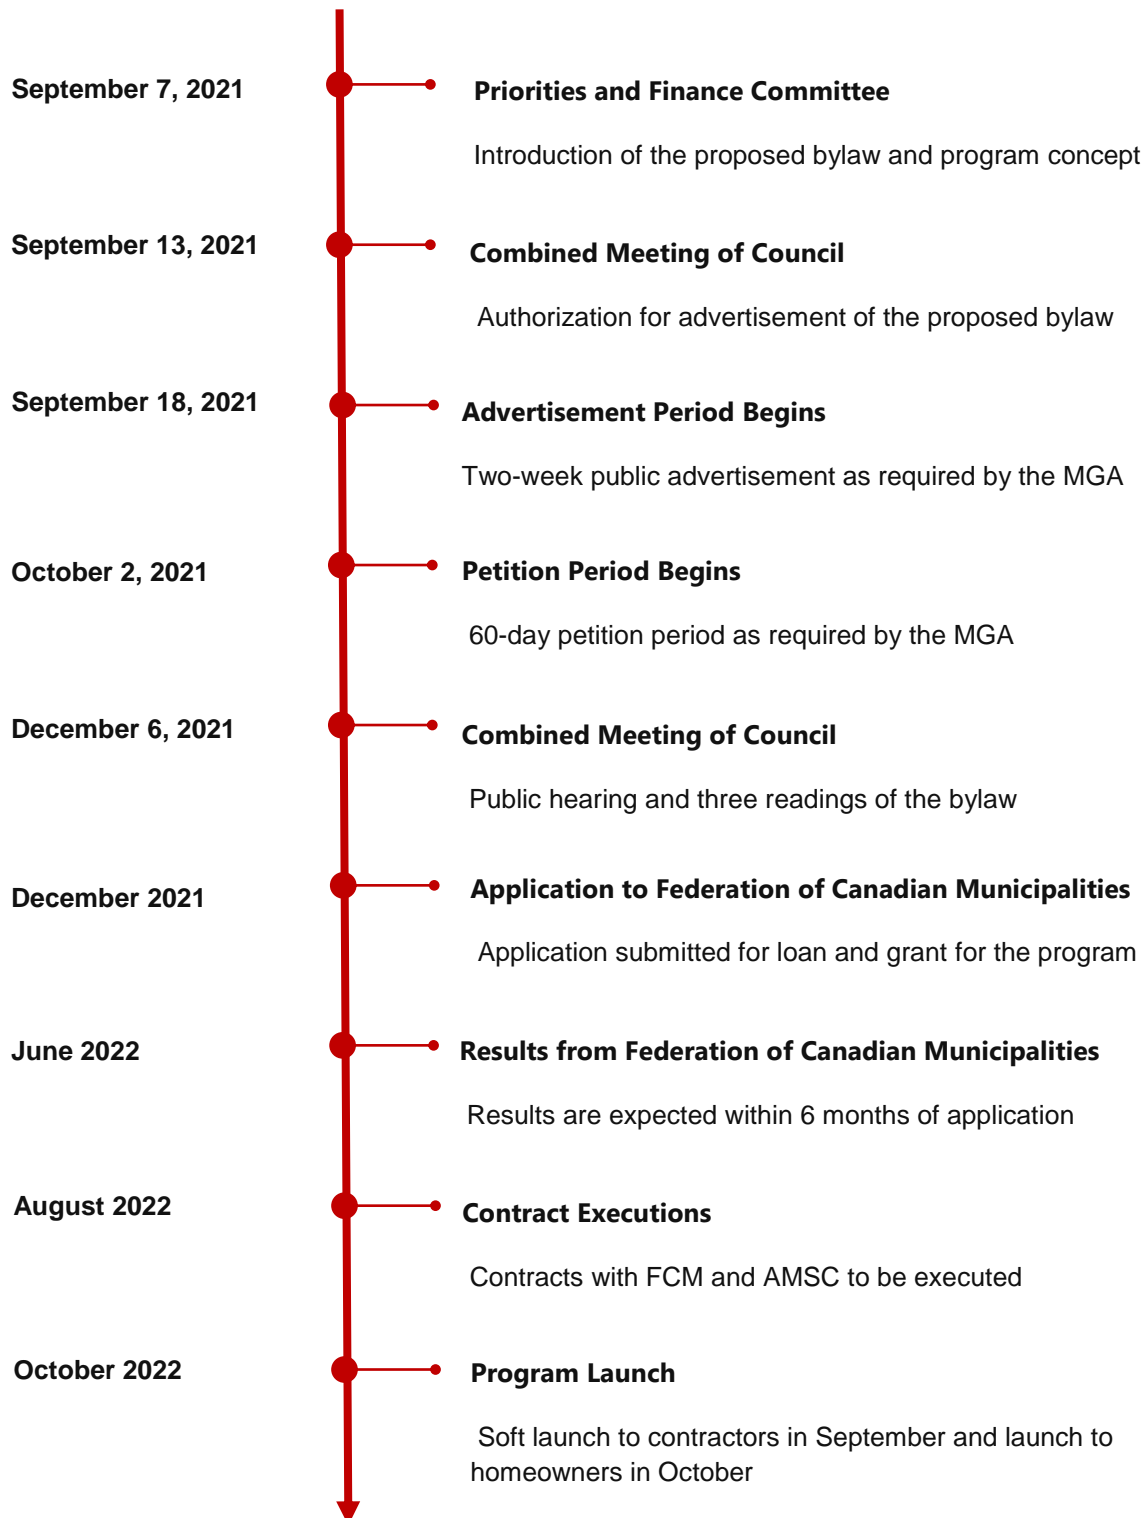 September 7, 2021
Priorities and Finance Committee
Introduction of the proposed bylaw and program concept
September 13, 2021
Combined Meeting of Council
Authorization for advertisement of the proposed bylaw
September 18, 2021
Advertisement Period Begins
Two-week public advertisement as required by the MGA
October 2, 2021
Petition Period Begins
60-day petition period as required by the MGA
December 6, 2021
Combined Meeting of Council
Public hearing and three readings of the bylaw
December 2021
Application to Federation of Canadian Municipalities
Application submitted for loan and grant for the program
June 2022
Results from Federation of Canadian Municipalities
Results are expected within 6 months of application
August 2022
Contract Executions
Contracts with FCM and AMSC to be executed
October 2022
Program Launch
Soft launch to contractors in September and launch to
homeowners in October